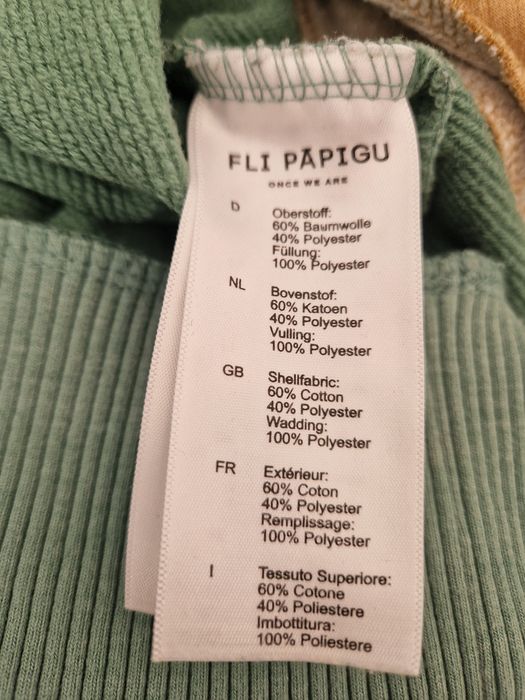 FLI PĀPIGU
ONCE WE ARE
D
Oberstoff:
60% Baumwolle
40% Polyester
Füllung:
100% Polyester
NL
Bovenstof:
60% Katoen
40% Polyester
Vulling:
100% Polyester
GB
Shellfabric:
60% Cotton
40% Polyester
Wadding:
100% Polyester
FR
Extérieur:
60% Coton
40% Polyester
Remplissage:
100% Polyester
I
Tessuto Superiore:
60% Cotone
40% Poliestere
Imbottitura:
100% Poliestere